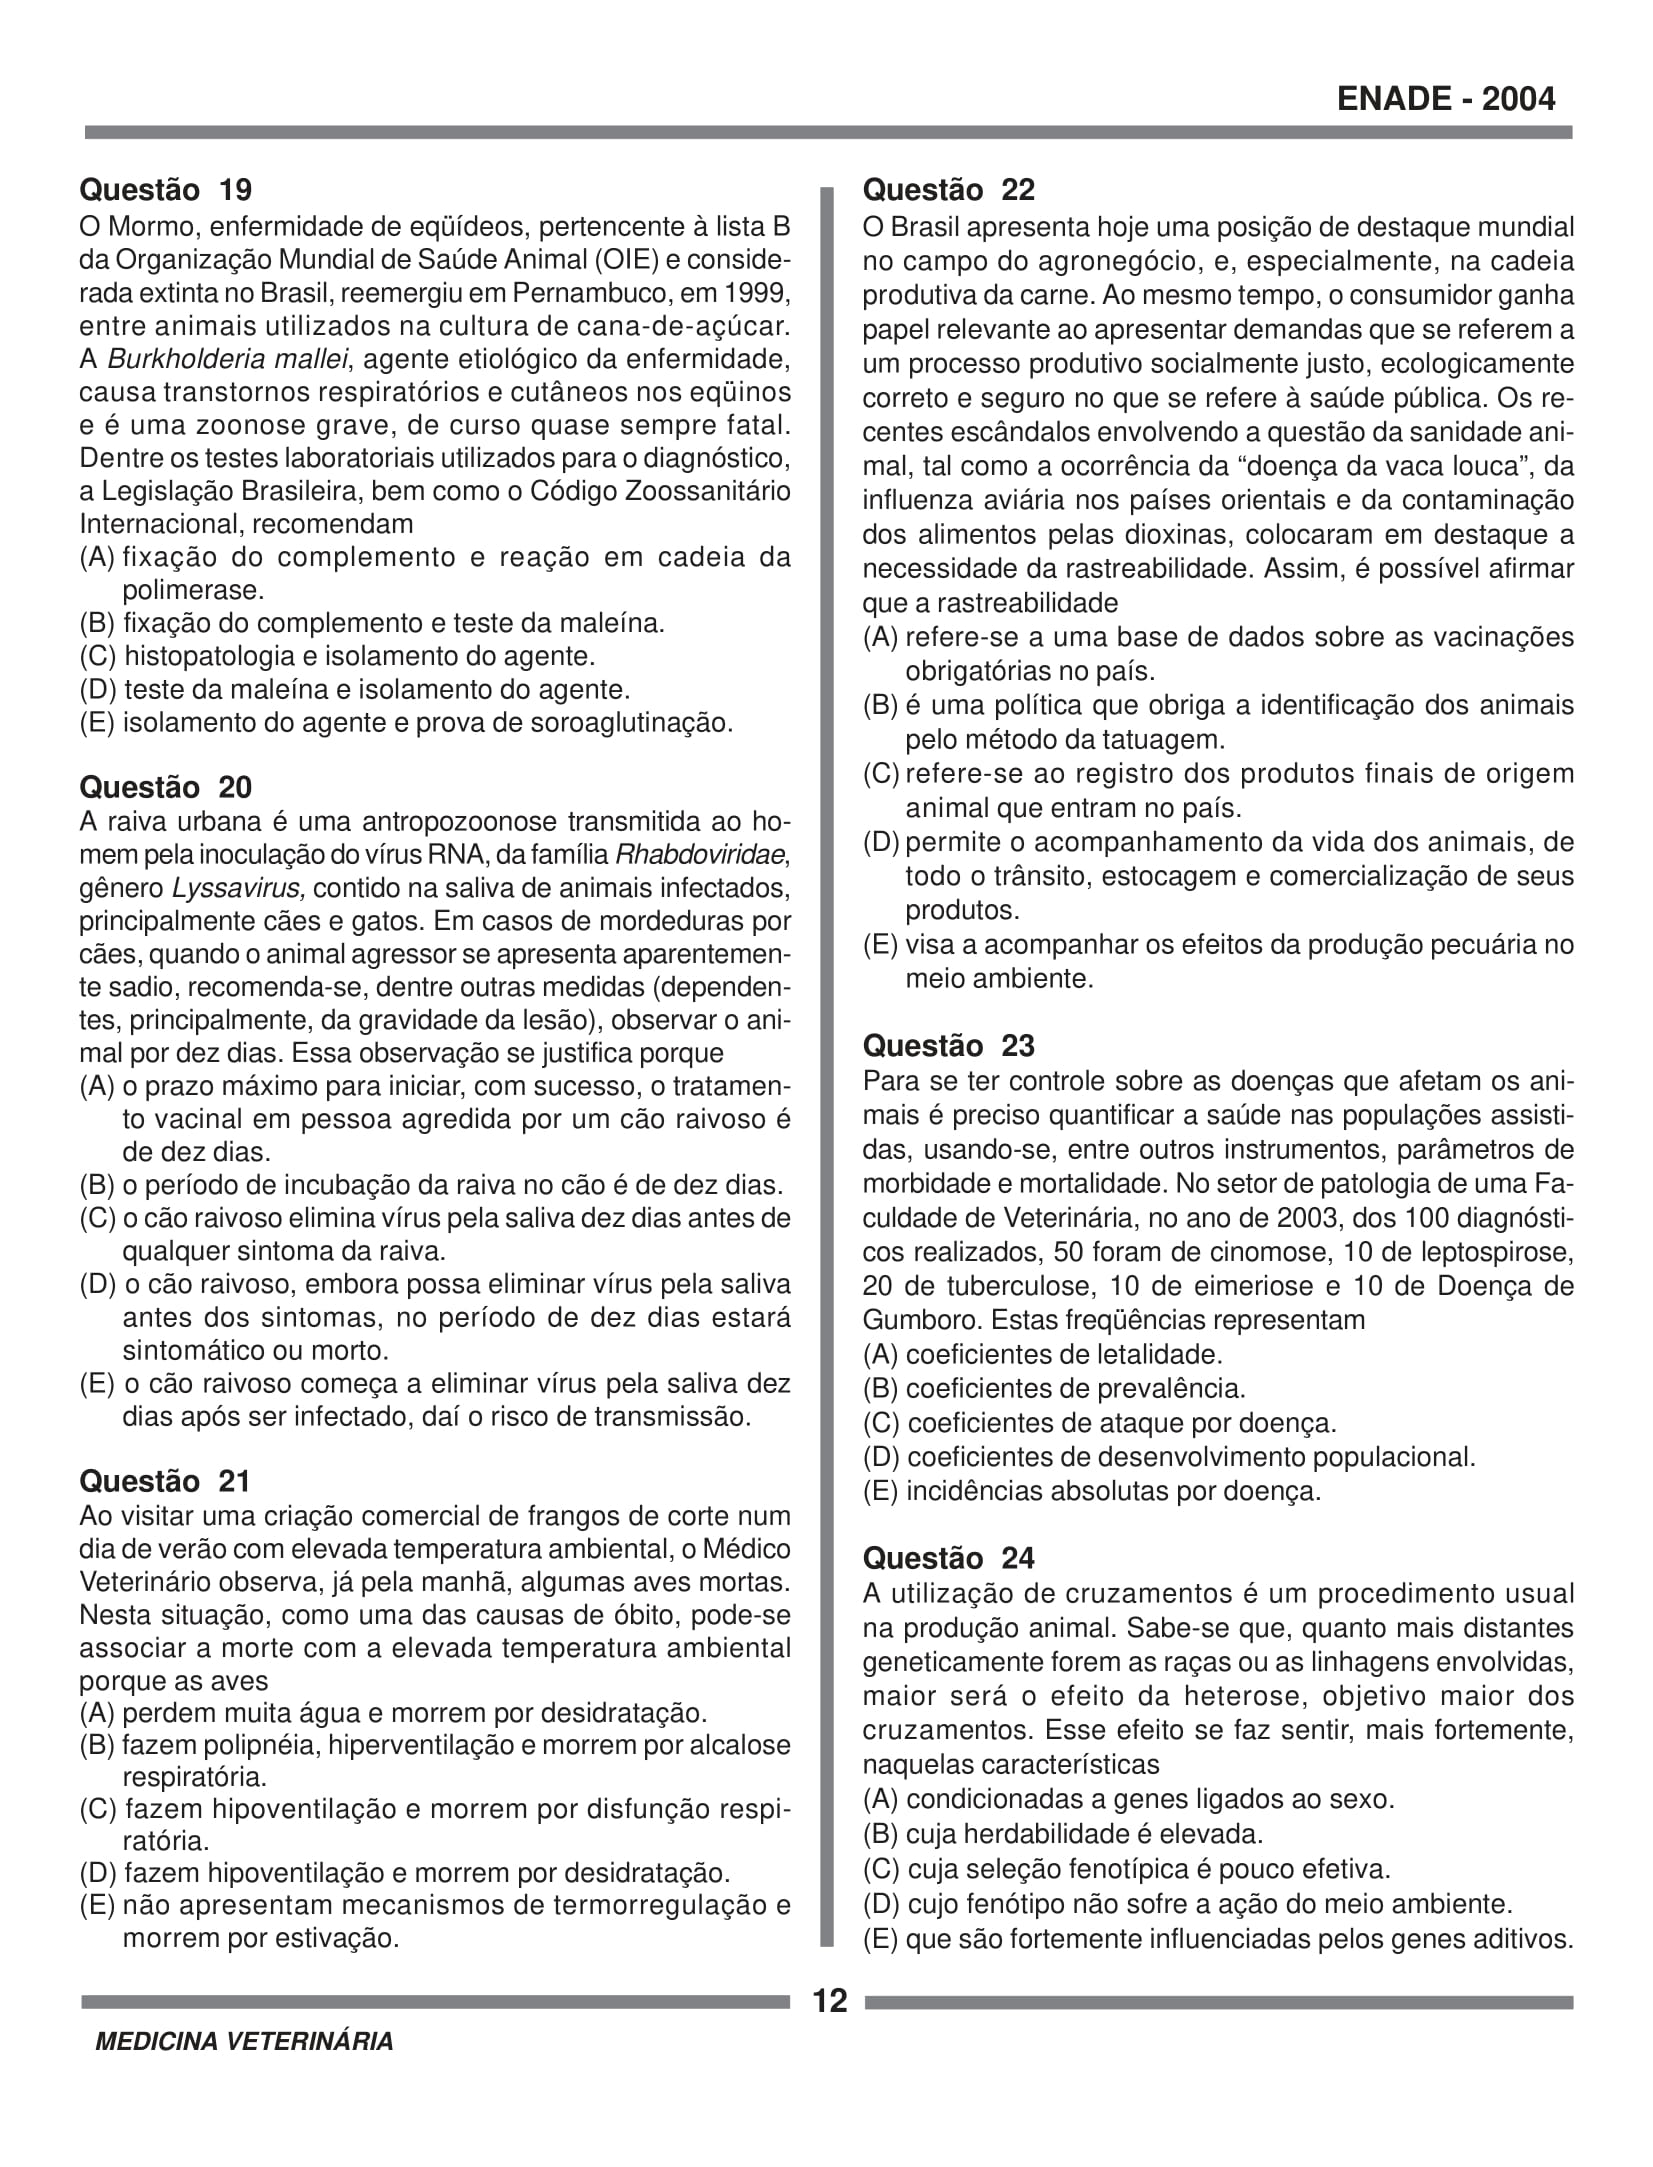 ENADE - 2004
Questão 19
O Mormo, enfermidade de eqüídeos, pertencente à lista B
da Organização Mundial de Saúde Animal (OIE) e conside-
rada extinta no Brasil, reemergiu em Pernambuco, em 1999,
entre animais utilizados na cultura de cana-de-açúcar.
A Burkholderia mallei, agente etiológico da enfermidade,
causa transtornos respiratórios e cutâneos nos eqüinos
e é uma zoonose grave, de curso quase sempre fatal.
Dentre os testes laboratoriais utilizados para o diagnóstico,
a Legislação Brasileira, bem como o Código Zoossanitário
Internacional, recomendam
(A) fixação do complemento e reação em cadeia da
polimerase.
(B) fixação do complemento e teste da maleína.
(C) histopatologia e isolamento do agente.
(D) teste da maleína e isolamento do agente.
(E) isolamento do agente e prova de soroaglutinação.
Questão 20
A raiva urbana é uma antropozoonose transmitida ao ho-
mem pela inoculação do vírus RNA, da família Rhabdoviridae,
gênero Lyssavirus, contido na saliva de animais infectados,
principalmente cães e gatos. Em casos de mordeduras por
cães, quando o animal agressor se apresenta aparentemen-
te sadio, recomenda-se, dentre outras medidas (dependen-
tes, principalmente, da gravidade da lesão), observar o ani-
mal por dez dias. Essa observação se justifica porque
(A) o prazo máximo para iniciar, com sucesso, o tratamen-
to vacinal em pessoa agredida por um cão raivoso é
de dez dias.
(B) o período de incubação da raiva no cão é de dez dias.
(C) o cão raivoso elimina vírus pela saliva dez dias antes de
qualquer sintoma da raiva.
(D) o cão raivoso, embora possa eliminar vírus pela saliva
antes dos sintomas, no período de dez dias estará
sintomático ou morto.
(E) o cão raivoso começa a eliminar vírus pela saliva dez
dias após ser infectado, daí o risco de transmissão.
Questão 21
Ao visitar uma criação comercial de frangos de corte num
dia de verão com elevada temperatura ambiental, o Médico
Veterinário observa, já pela manhã, algumas aves mortas.
Nesta situação, como uma das causas de óbito, pode-se
associar a morte com a elevada temperatura ambiental
porque as aves
(A) perdem muita água e morrem por desidratação.
(B) fazem polipnéia, hiperventilação e morrem por alcalose
respiratória.
(C) fazem hipoventilação e morrem por disfunção respi-
ratória.
(D) fazem hipoventilação e morrem por desidratação.
(E) não apresentam mecanismos de termorregulação e
morrem por estivação.
Questão 22
O Brasil apresenta hoje uma posição de destaque mundial
no campo do agronegócio, e, especialmente, na cadeia
produtiva da carne. Ao mesmo tempo, o consumidor ganha
papel relevante ao apresentar demandas que se referem a
um processo produtivo socialmente justo, ecologicamente
correto e seguro no que se refere à saúde pública. Os re-
centes escândalos envolvendo a questão da sanidade ani-
mal, tal como a ocorrência da “doença da vaca louca”, da
influenza aviária nos países orientais e da contaminação
dos alimentos pelas dioxinas, colocaram em destaque a
necessidade da rastreabilidade. Assim, é possível afirmar
que a rastreabilidade
(A) refere-se a uma base de dados sobre as vacinações
obrigatórias no país.
(B) é uma política que obriga a identificação dos animais
pelo método da tatuagem.
(C) refere-se ao registro dos produtos finais de origem
animal que entram no país.
(D) permite o acompanhamento da vida dos animais, de
todo o trânsito, estocagem e comercialização de seus
produtos.
(E) visa a acompanhar os efeitos da produção pecuária no
meio ambiente.
Questão 23
Para se ter controle sobre as doenças que afetam os ani-
mais é preciso quantificar a saúde nas populações assisti-
das, usando-se, entre outros instrumentos, parâmetros de
morbidade e mortalidade. No setor de patologia de uma Fa-
culdade de Veterinária, no ano de 2003, dos 100 diagnósti-
cos realizados, 50 foram de cinomose, 10 de leptospirose,
20 de tuberculose, 10 de eimeriose e 10 de Doença de
Gumboro. Estas freqüências representam
(A) coeficientes de letalidade.
(B) coeficientes de prevalência.
(C) coeficientes de ataque por doença.
(D) coeficientes de desenvolvimento populacional.
(E) incidências absolutas por doença.
Questão 24
A utilização de cruzamentos é um procedimento usual
na produção animal. Sabe-se que, quanto mais distantes
geneticamente forem as raças ou as linhagens envolvidas,
maior será o efeito da heterose, objetivo maior dos
cruzamentos. Esse efeito se faz sentir, mais fortemente,
naquelas características
(A) condicionadas a genes ligados ao sexo.
(B) cuja herdabilidade é elevada.
(C) cuja seleção fenotípica é pouco efetiva.
(D) cujo fenótipo não sofre a ação do meio ambiente.
(E) que são fortemente influenciadas pelos genes aditivos.
12
MEDICINA VETERINÁRIA